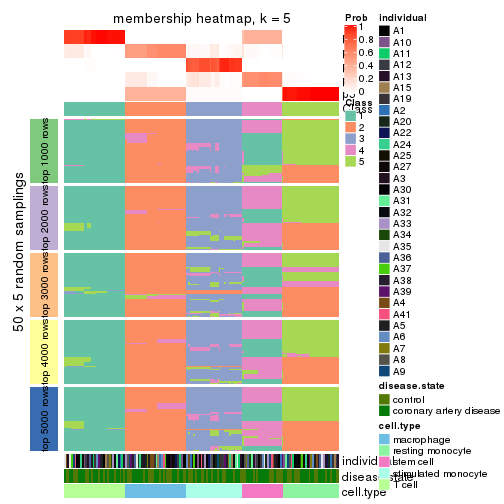 membership heatmap, k = 5
50 x 5 random samplings
top 1000 rows
top 2000 rows
top 3000 rows
top 4000 rows
top 5000 rows
individual
disease.state
cell.type
Prob
1
0.8
0.6
0.4
0.2
0
Class
Class
1
2
3
4
5
individual
A1
A10
A11
A12
A13
A15
A19
A2
A20
A22
A24
A25
A27
A3
A30
A31
A32
A33
A34
A35
A36
A37
A38
A39
A4
A41
A5
A6
A7
A8
A9
disease.state
control
coronary artery disease
cell.type
macrophage
resting monocyte
stem cell
stimulated monocyte
T cell